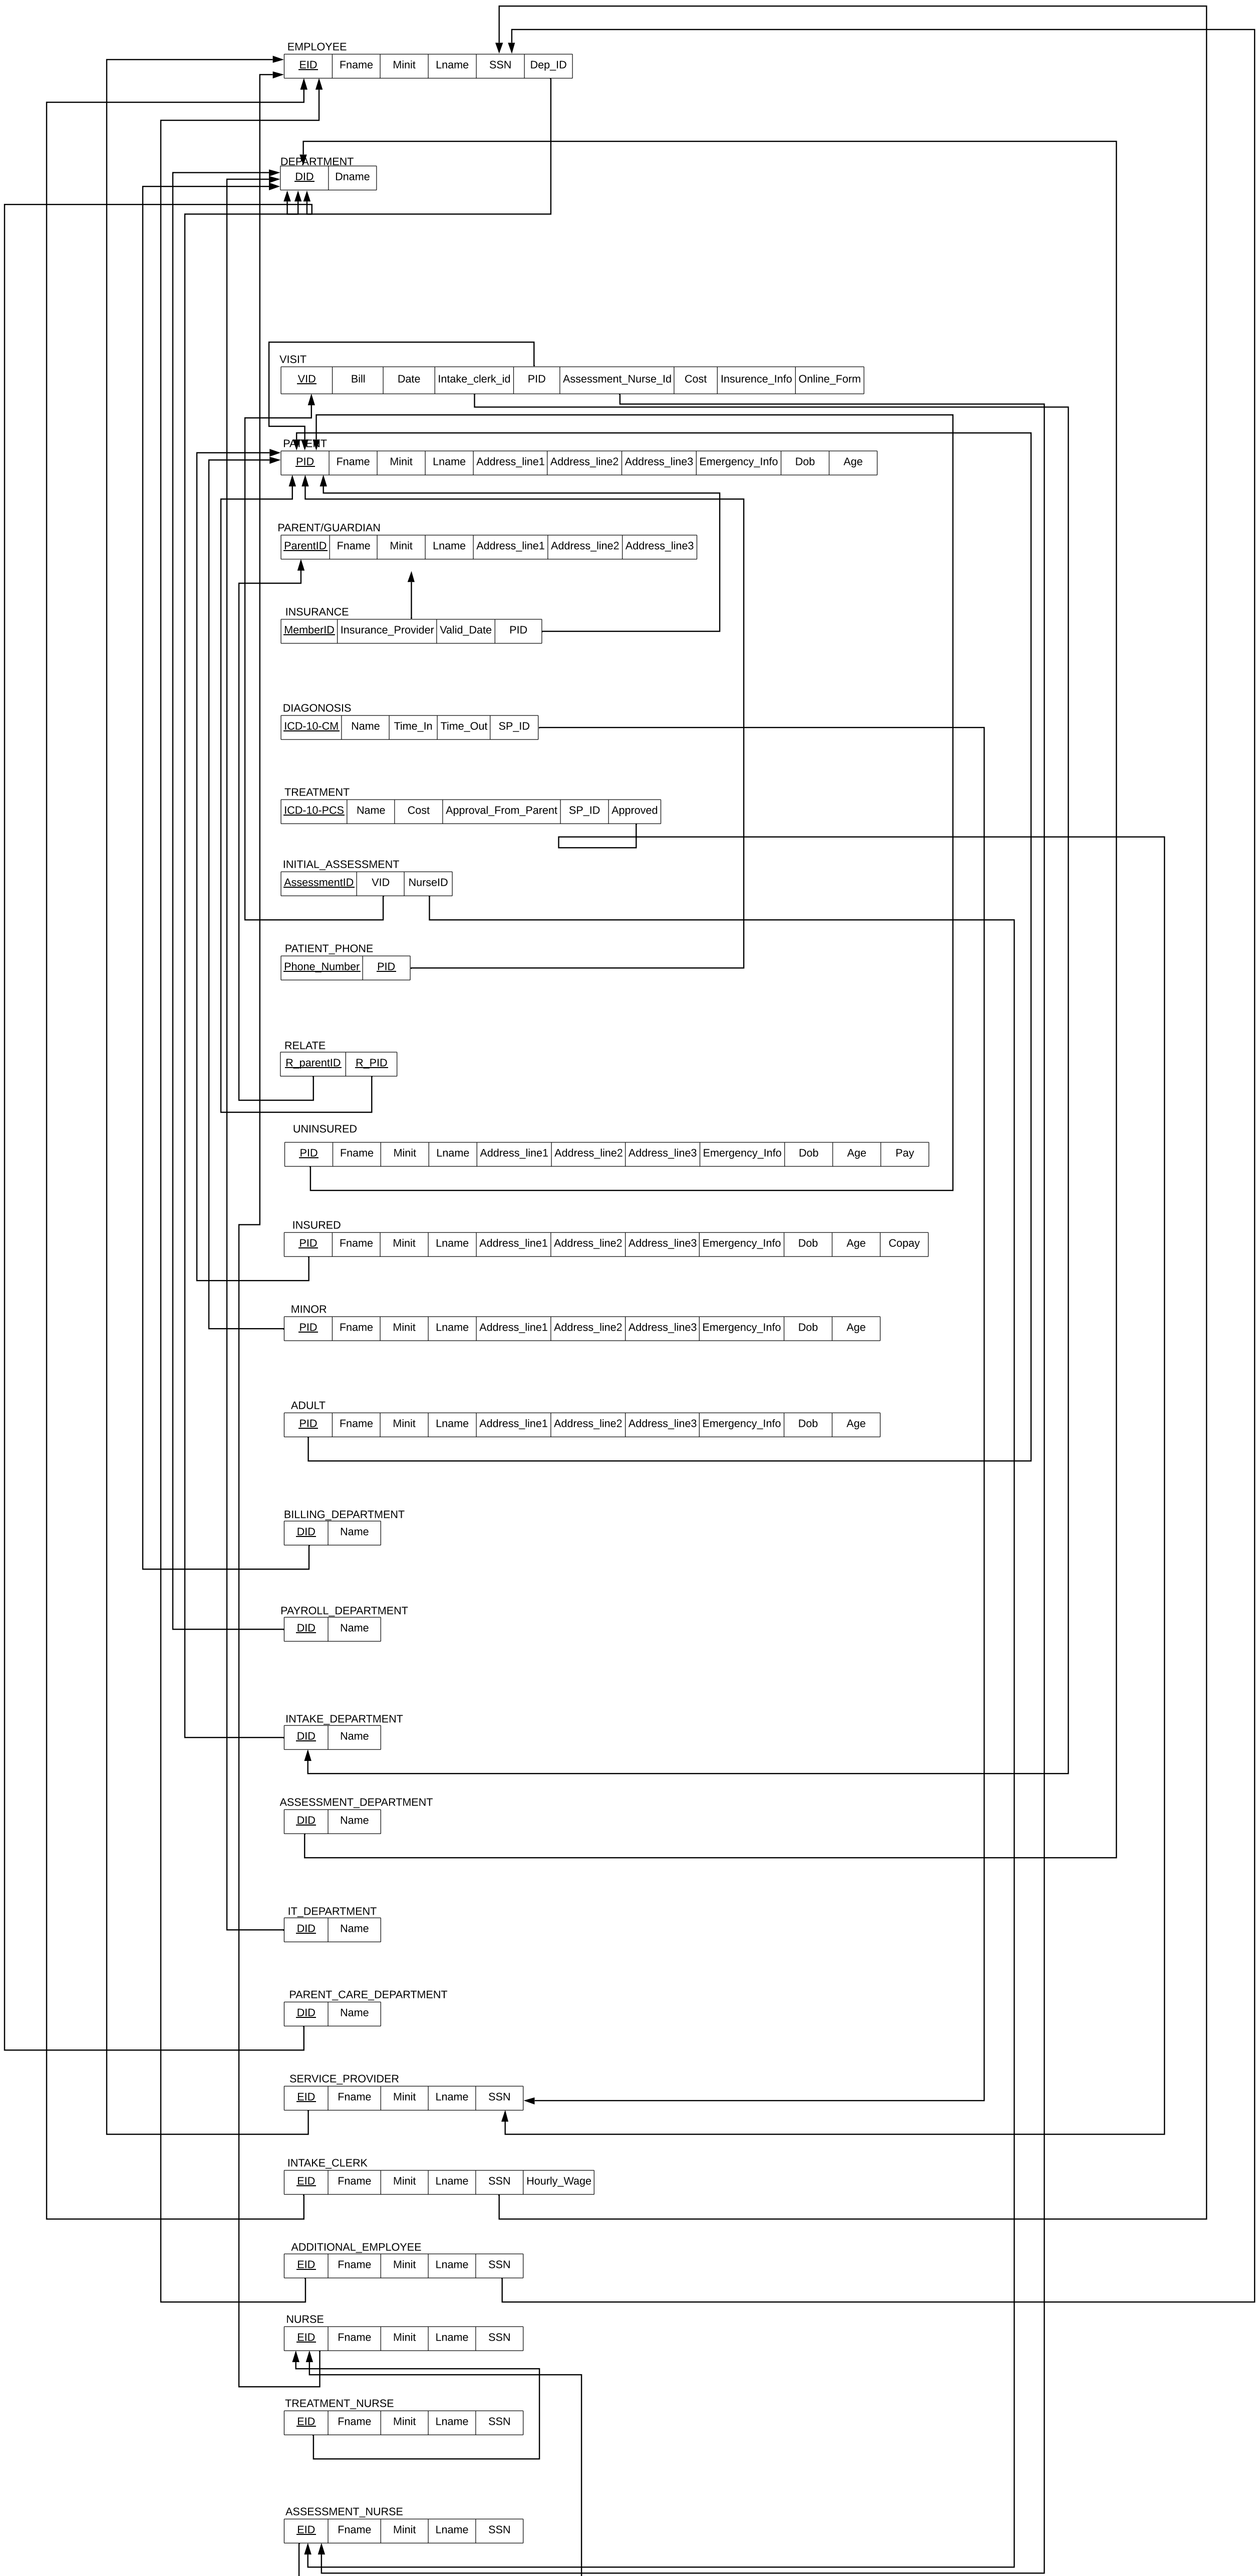 EMPLOYEE
EID Fname Minit Lname SSN Dep_ID
DEPARTMENT
DID Dname
VISIT
VID Bill Date Intake_clerk_id PID Assessment_Nurse_Id Cost Insurence_Info Online_Form
PATIENT
PID Fname Minit Lname Address_line1 Address_line2 Address_line3 Emergency_Info Dob Age
PARENT/GUARDIAN
ParentID Fname Minit Lname Address_line1 Address_line2 Address_line3
INSURANCE
MemberID Insurance_Provider Valid_Date PID
DIAGONOSIS
ICD-10-CM Name Time_In Time_Out SP_ID
TREATMENT
ICD-10-PCS Name Cost Approval_From_Parent SP_ID Approved
INITIAL_ASSESSMENT
AssessmentID VID NurseID
PATIENT_PHONE
Phone_Number PID
RELATE
R_parentID R_PID
UNINSURED
PID Fname Minit Lname Address_line1 Address_line2 Address_line3 Emergency_Info Dob Age Pay
INSURED
PID Fname Minit Lname Address_line1 Address_line2 Address_line3 Emergency_Info Dob Age Copay
MINOR
PID Fname Minit Lname Address_line1 Address_line2 Address_line3 Emergency_Info Dob Age
ADULT
PID Fname Minit Lname Address_line1 Address_line2 Address_line3 Emergency_Info Dob Age
BILLING_DEPARTMENT
DID Name
PAYROLL_DEPARTMENT
DID Name
INTAKE_DEPARTMENT
DID Name
ASSESSMENT_DEPARTMENT
DID Name
IT_DEPARTMENT
DID Name
PARENT_CARE_DEPARTMENT
DID Name
SERVICE_PROVIDER
EID Fname Minit Lname SSN
INTAKE_CLERK
EID Fname Minit Lname SSN Hourly_Wage
ADDITIONAL_EMPLOYEE
EID Fname Minit Lname SSN
NURSE
EID Fname Minit Lname SSN
TREATMENT_NURSE
EID Fname Minit Lname SSN
ASSESSMENT_NURSE
EID Fname Minit Lname SSN